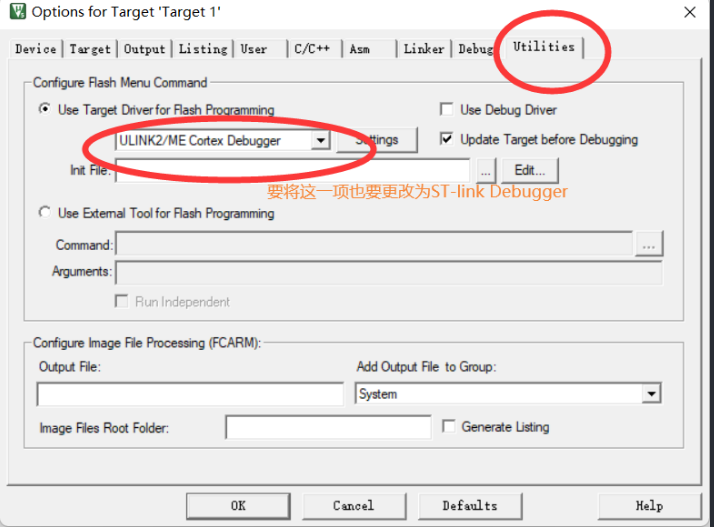 Options for Target 'Target 1'
Device Target Output Listing User C/C++ Asm Linker Debug Utilities
Configure Flash Menu Command
Use Target Driver for Flash Programming Use Debug Driver
ULINK2/ME Cortex Debugger Settings Update Target before Debugging
Init File: ... Edit...
要将这一项也要更改为ST-link Debugger
Use External Tool for Flash Programming
Command: ...
Arguments:
Run Independent
Configure Image File Processing (FCARM):
Output File: Add Output File to Group:
System
Image Files Root Folder: Generate Listing
OK Cancel Defaults Help